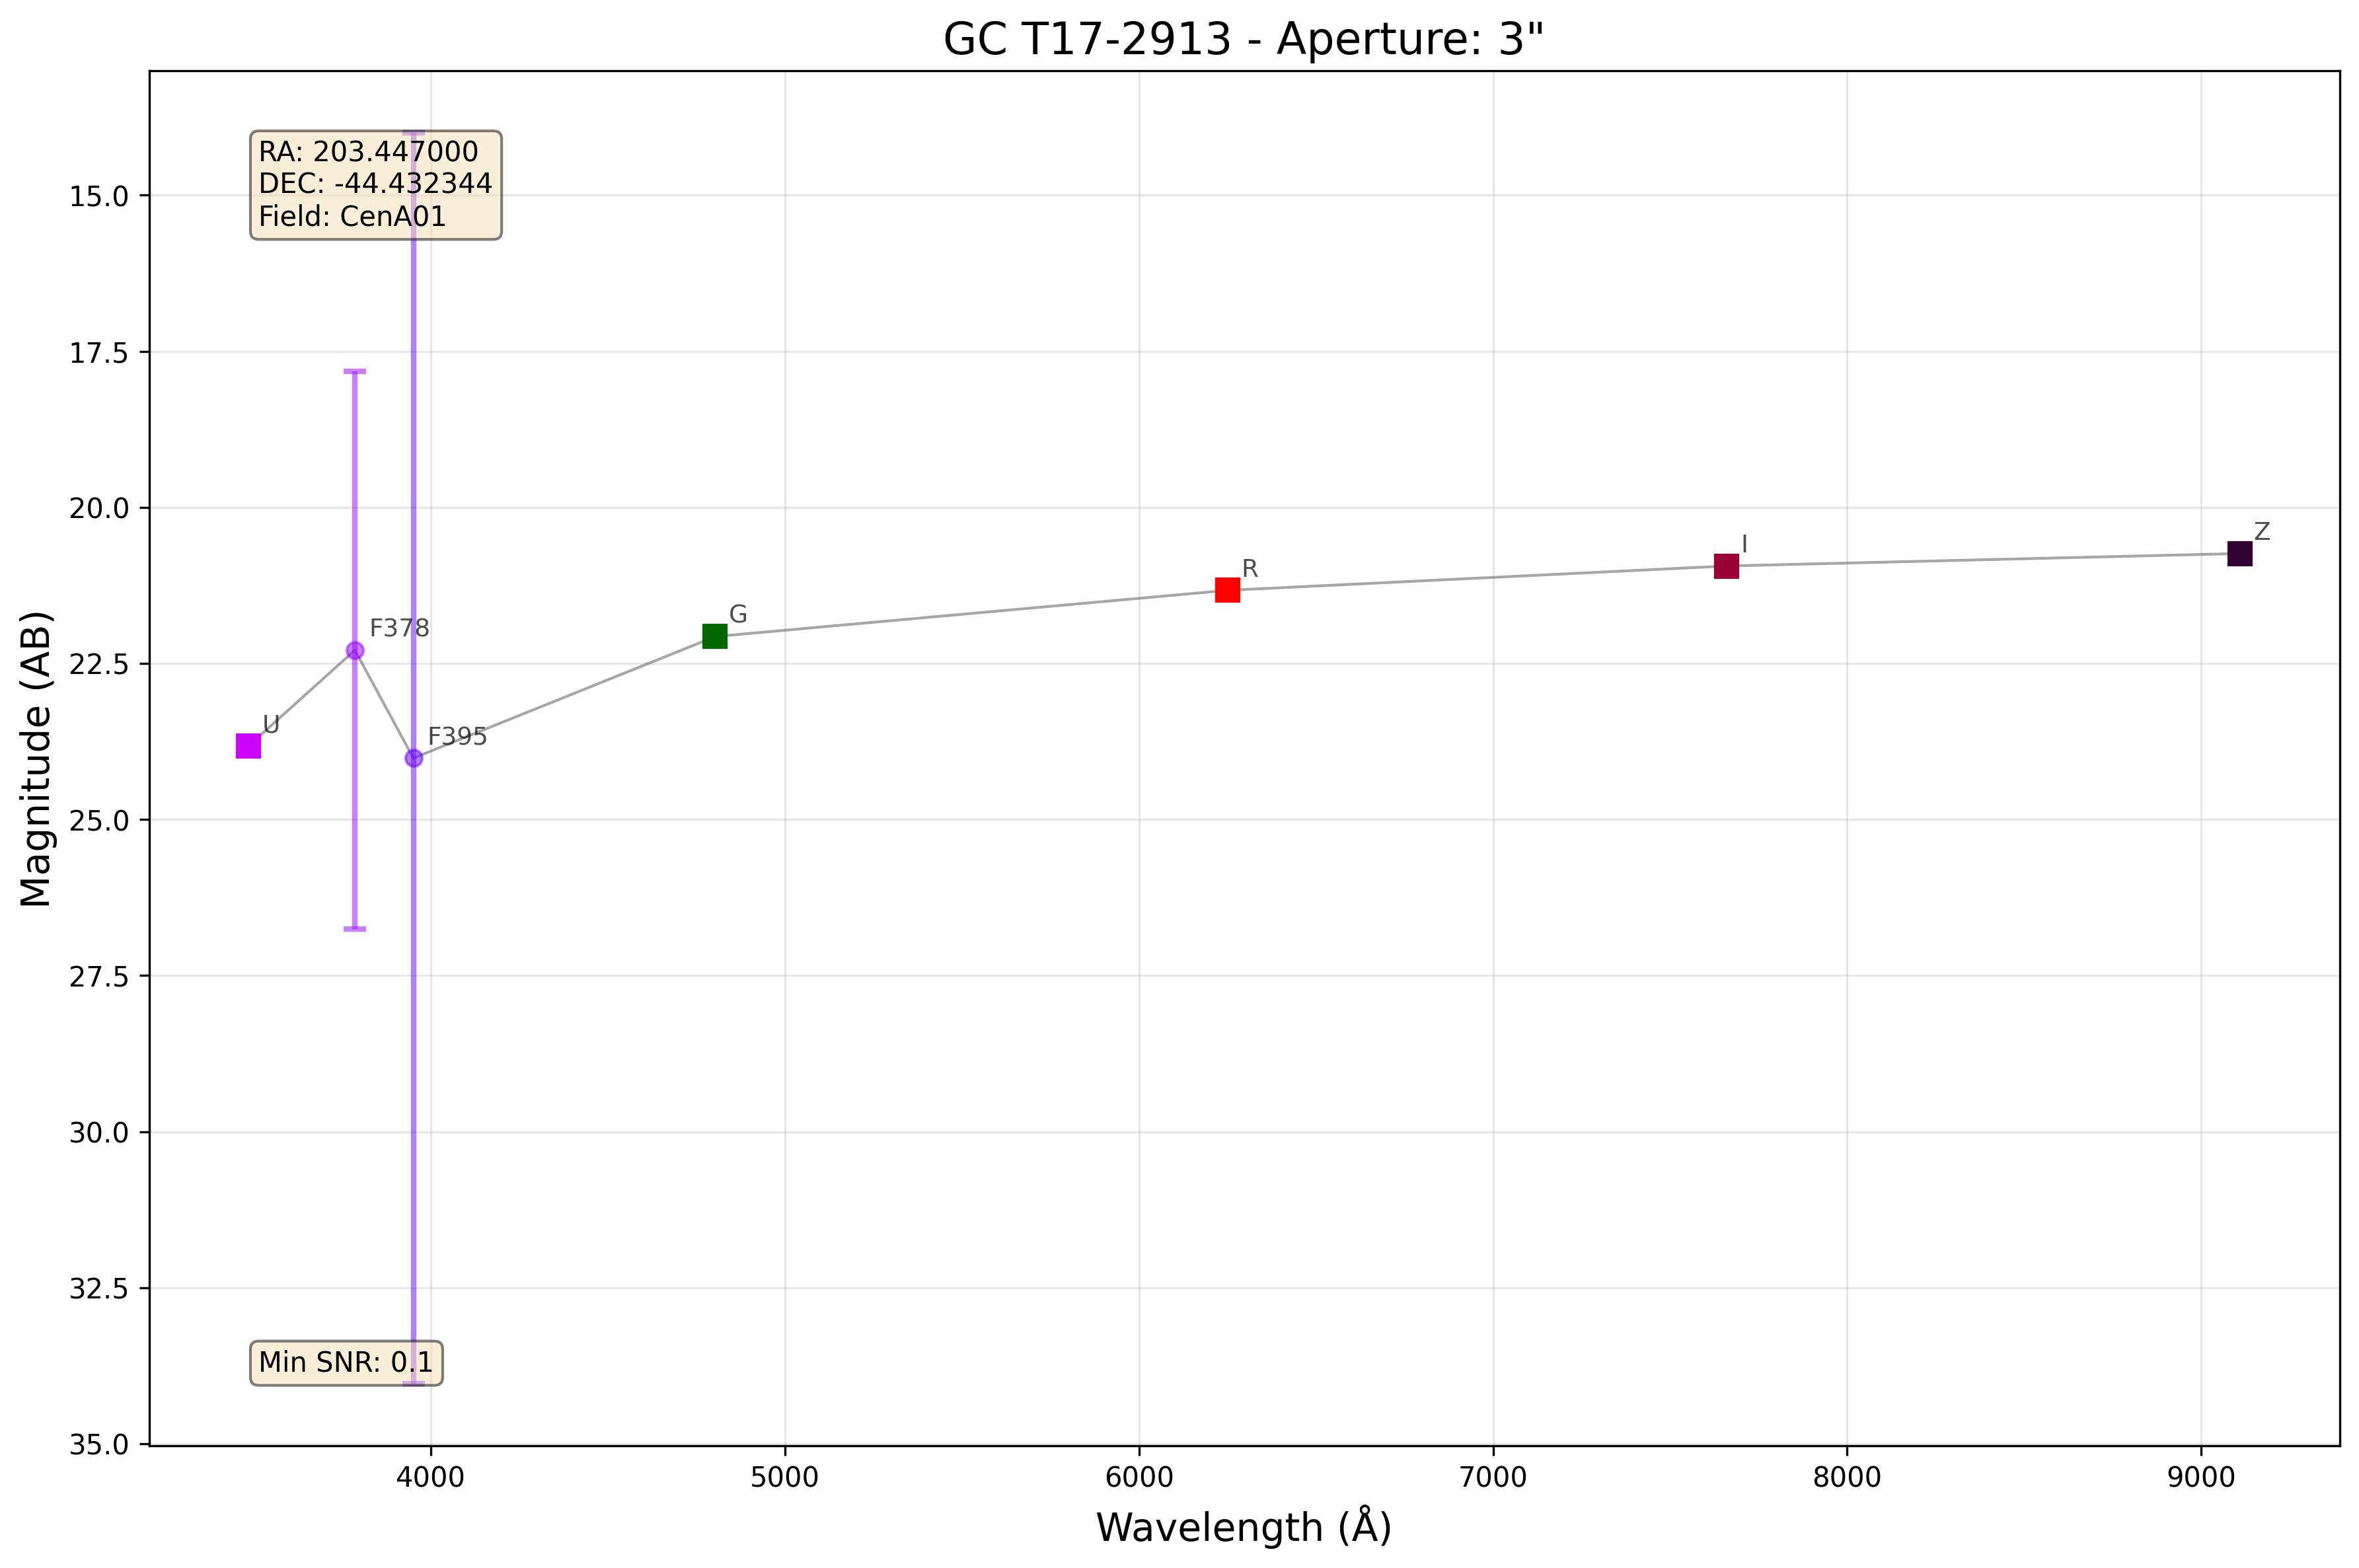 GC T17-2913 - Aperture: 3"
RA: 203.447000
DEC: -44.432344
Field: CenA01
15.0
17.5
20.0
22.5
25.0
27.5
30.0
32.5
35.0
Magnitude (AB)
U
F378
F395
G
R
I
Z
Min SNR: 0.1
4000
5000
6000
7000
8000
9000
Wavelength (Å)